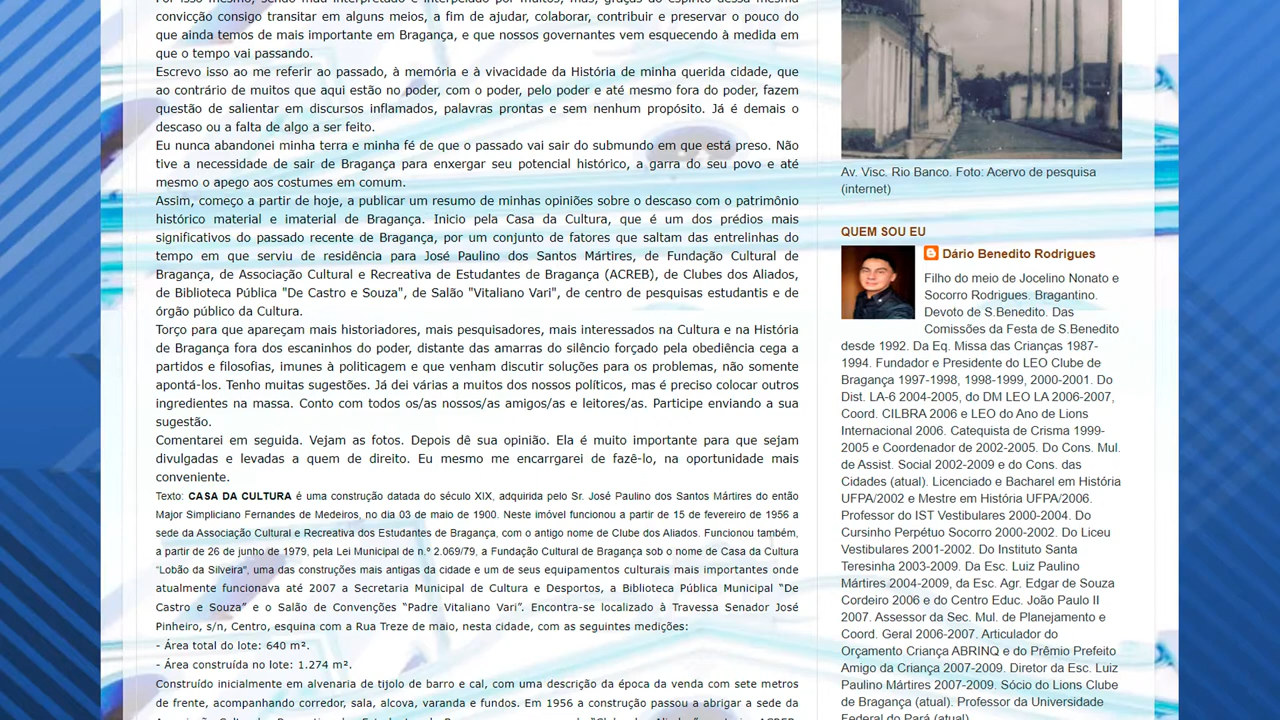 Por isso mesmo, sendo mau interpretado e interpelado por muitos, mas, graças ao espírito dessa mesma
convicção consigo transitar em alguns meios, a fim de ajudar, colaborar, contribuir e preservar o pouco do
que ainda temos de mais importante em Bragança, e que nossos governantes vem esquecendo à medida em
que o tempo vai passando.
Escrevo isso ao me referir ao passado, à memória e à vivacidade da História de minha querida cidade, que
ao contrário de muitos que aqui estão no poder, com o poder, pelo poder e até mesmo fora do poder, fazem
questão de salientar em discursos inflamados, palavras prontas e sem nenhum propósito. Já é demais o
descaso ou a falta de algo a ser feito.
Eu nunca abandonei minha terra e minha fé de que o passado vai sair do submundo em que está preso. Não
tive a necessidade de sair de Bragança para enxergar seu potencial histórico, a garra do seu povo e até
mesmo o apego aos costumes em comum.
Assim, começo a partir de hoje, a publicar um resumo de minhas opiniões sobre o descaso com o patrimônio
histórico material e imaterial de Bragança. Inicio pela Casa da Cultura, que é um dos prédios mais
significativos do passado recente de Bragança, por um conjunto de fatores que saltam das entrelinhas do
tempo em que serviu de residência para José Paulino dos Santos Mártires, de Fundação Cultural de
Bragança, de Associação Cultural e Recreativa de Estudantes de Bragança (ACREB), de Clubes dos Aliados,
de Biblioteca Pública "De Castro e Souza", de Salão "Vitaliano Vari", de centro de pesquisas estudantis e de
órgão público da Cultura.
Torço para que apareçam mais historiadores, mais pesquisadores, mais interessados na Cultura e na História
de Bragança fora dos escaninhos do poder, distante das amarras do silêncio forçado pela obediência cega a
partidos e filosofias, imunes à politicagem e que venham discutir soluções para os problemas, não somente
apontá-los. Tenho muitas sugestões. Já dei várias a muitos dos nossos políticos, mas é preciso colocar outros
ingredientes na massa. Conto com todos os/as nossos/as amigos/as e leitores/as. Participe enviando a sua
sugestão.
Comentarei em seguida. Vejam as fotos. Depois dê sua opinião. Ela é muito importante para que sejam
divulgadas e levadas a quem de direito. Eu mesmo me encarrgarei de fazê-lo, na oportunidade mais
conveniente.
Texto: CASA DA CULTURA é uma construção datada do século XIX, adquirida pelo Sr. José Paulino dos Santos Mártires do então
Major Simpliciano Fernandes de Medeiros, no dia 03 de maio de 1900. Neste imóvel funcionou a partir de 15 de fevereiro de 1956 a
sede da Associação Cultural e Recreativa dos Estudantes de Bragança, com o antigo nome de Clube dos Aliados. Funcionou também,
a partir de 26 de junho de 1979, pela Lei Municipal de n.º 2.069/79, a Fundação Cultural de Bragança sob o nome de Casa da Cultura
"Lobão da Silveira", uma das construções mais antigas da cidade e um de seus equipamentos culturais mais importantes onde
atualmente funcionava até 2007 a Secretaria Municipal de Cultura e Desportos, a Biblioteca Pública Municipal “De
Castro e Souza” e o Salão de Convenções “Padre Vitaliano Vari”. Encontra-se localizado à Travessa Senador José
Pinheiro, s/n, Centro, esquina com a Rua Treze de maio, nesta cidade, com as seguintes medições:
- Área total do lote: 640 m².
- Área construída no lote: 1.274 m².
Construído inicialmente em alvenaria de tijolo de barro e cal, com uma descrição da época da venda com sete metros
de frente, acompanhando corredor, sala, alcova, varanda e fundos. Em 1956 a construção passou a abrigar a sede da
Av. Visc. Rio Banco. Foto: Acervo de pesquisa
(internet)
QUEM SOU EU
Dário Benedito Rodrigues
Filho do meio de Jocelino Nonato e
Socorro Rodrigues. Bragantino.
Devoto de S.Benedito. Das
Comissões da Festa de S.Benedito
desde 1992. Da Eq. Missa das Crianças 1987-
1994. Fundador e Presidente do LEO Clube de
Bragança 1997-1998, 1998-1999, 2000-2001. Do
Dist. LA-6 2004-2005, do DM LEO LA 2006-2007,
Coord. CILBRA 2006 e LEO do Ano de Lions
Internacional 2006. Catequista de Crisma 1999-
2005 e Coordenador de 2002-2005. Do Cons. Mul.
de Assist. Social 2002-2009 e do Cons. das
Cidades (atual). Licenciado e Bacharel em História
UFPA/2002 e Mestre em História UFPA/2006.
Professor do IST Vestibulares 2000-2004. Do
Cursinho Perpétuo Socorro 2000-2002. Do Liceu
Vestibulares 2001-2002. Do Instituto Santa
Teresinha 2003-2009. Da Esc. Luiz Paulino
Mártires 2004-2009, da Esc. Agr. Edgar de Souza
Cordeiro 2006 e do Centro Educ. João Paulo II
2007. Assessor da Sec. Mul. de Planejamento e
Coord. Geral 2006-2007. Articulador do
Orçamento Criança ABRINQ e do Prêmio Prefeito
Amigo da Criança 2007-2009. Diretor da Esc. Luiz
Paulino Mártires 2007-2009. Sócio do Lions Clube
de Bragança (atual). Professor da Universidade
Federal do Pará (atual)